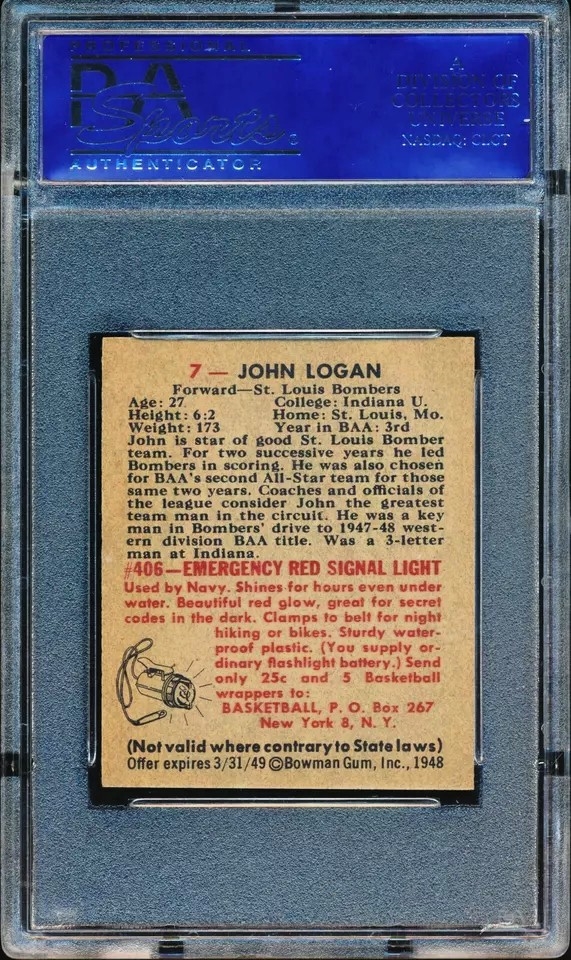 PROFESSIONAL
PSA
Sports
AUTHENTICATOR
A
DIVISION OF
COLLECTORS
UNIVERSE
NASDAQ: CLCT
7 — JOHN LOGAN
Forward—St. Louis Bombers
Age: 27 College: Indiana U.
Height: 6:2 Home: St. Louis, Mo.
Weight: 173 Year in BAA: 3rd
John is star of good St. Louis Bomber
team. For two successive years he led
Bombers in scoring. He was also chosen
for BAA's second All-Star team for those
same two years. Coaches and officials of
the league consider John the greatest
team man in the circuit. He was a key
man in Bombers' drive to 1947-48 west-
ern division BAA title. Was a 3-letter
man at Indiana.
#406—EMERGENCY RED SIGNAL LIGHT
Used by Navy. Shines for hours even under
water. Beautiful red glow, great for secret
codes in the dark. Clamps to belt for night
hiking or bikes. Sturdy water-
proof plastic. (You supply or-
dinary flashlight battery.) Send
only 25c and 5 Basketball
wrappers to:
BASKETBALL, P. O. Box 267
New York 8, N. Y.
(Not valid where contrary to State laws)
Offer expires 3/31/49 ©Bowman Gum, Inc., 1948